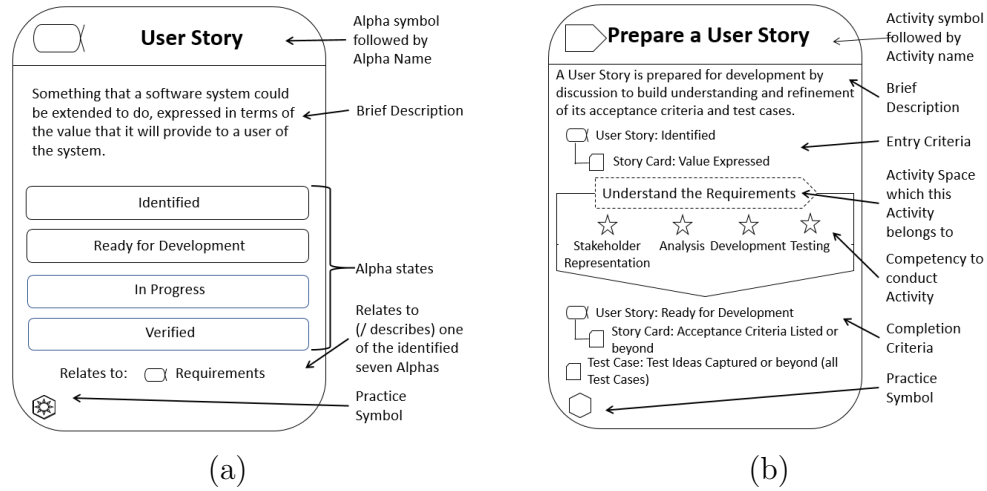 User Story
Alpha symbol
followed by
Alpha Name
Something that a software system could
be extended to do, expressed in terms of
the value that it will provide to a user of
the system.
Brief Description
Identified
Ready for Development
In Progress
Verified
Alpha states
Relates to
(/ describes) one
of the identified
seven Alphas
Relates to:
Requirements
Practice
Symbol
(a)
Prepare a User Story
Activity symbol
followed by
Activity name
A User Story is prepared for development by
discussion to build understanding and refinement
of its acceptance criteria and test cases.
Brief
Description
User Story: Identified
Story Card: Value Expressed
Entry Criteria
Understand the Requirements
Activity Space
which this
Activity
belongs to
Stakeholder
Representation
Analysis
Development
Testing
Competency to
conduct
Activity
User Story: Ready for Development
Story Card: Acceptance Criteria Listed or
beyond
Test Case: Test Ideas Captured or beyond (all
Test Cases)
Completion
Criteria
Practice
Symbol
(b)